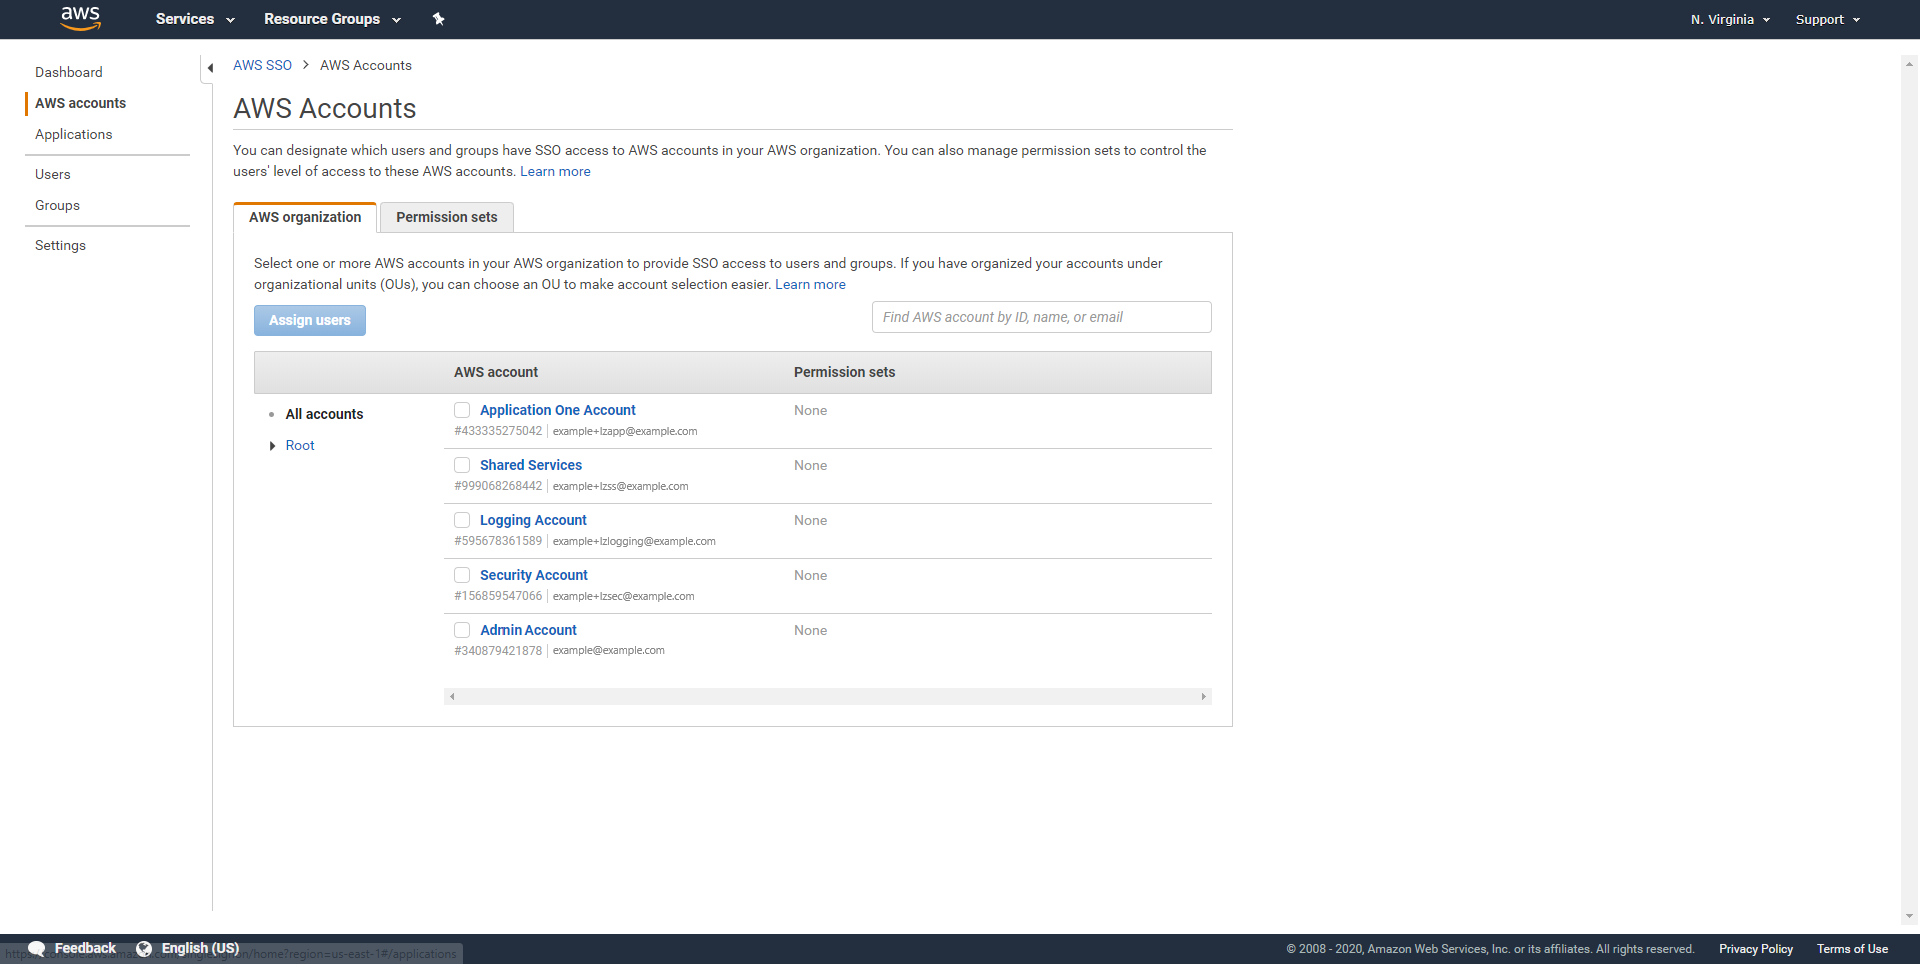 aws
Services
Resource Groups
N. Virginia
Support
Dashboard
AWS accounts
Applications
Users
Groups
Settings
AWS SSO > AWS Accounts
AWS Accounts
You can designate which users and groups have SSO access to AWS accounts in your AWS organization. You can also manage permission sets to control the
users' level of access to these AWS accounts. Learn more
AWS organization
Permission sets
Select one or more AWS accounts in your AWS organization to provide SSO access to users and groups. If you have organized your accounts under
organizational units (OUs), you can choose an OU to make account selection easier. Learn more
Assign users
Find AWS account by ID, name, or email
AWS account
Permission sets
All accounts
Root
Application One Account
None
#433335275042 | example+lzapp@example.com
Shared Services
None
#999068268442 | example+lzss@example.com
Logging Account
None
#595678361589 | example+lzlogging@example.com
Security Account
None
#156859547066 | example+lzsec@example.com
Admin Account
None
#340879421878 | example@example.com
Feedback
English (US)
© 2008 - 2020, Amazon Web Services, Inc. or its affiliates. All rights reserved.
Privacy Policy
Terms of Use
/home?region=us-east-1#/applications